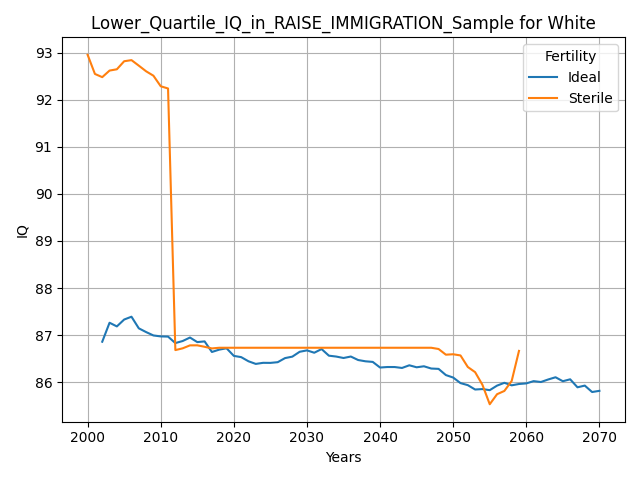 Lower_Quartile_IQ_in_RAISE_IMMIGRATION_Sample for White
Fertility
Ideal
Sterile
93
92
91
90
89
88
87
86
IQ
2000 2010 2020 2030 2040 2050 2060 2070
Years